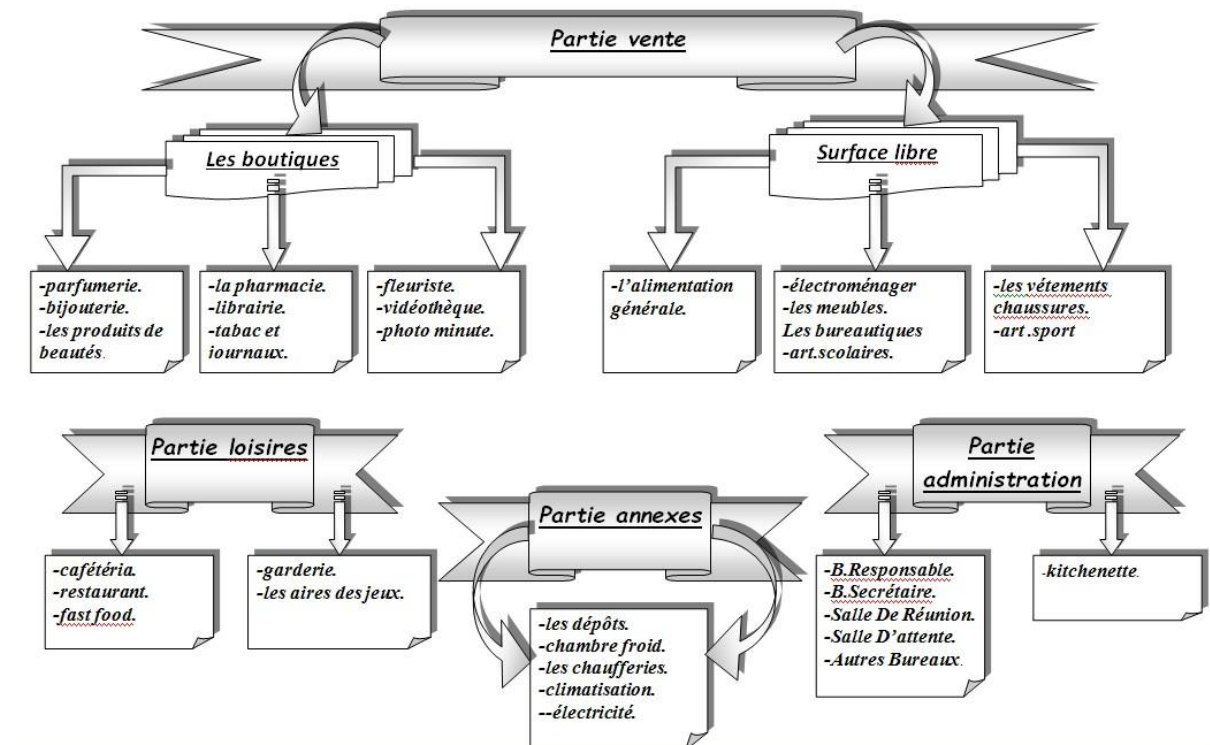 Partie vente
Les boutiques
Surface libre
-parfumerie.
-bijouterie.
-les produits de
beautés.
-la pharmacie.
-librairie.
-tabac et
journaux.
-fleuriste.
-vidéothèque.
-photo minute.
-l'alimentation
générale.
-électroménager
-les meubles.
Les bureautiques
-art.scolaires.
-les vétements
chaussures.
-art .sport
Partie loisires
-cafétéria.
-restaurant.
-fast food.
-garderie.
-les aires des jeux.
Partie annexes
-les dépôts.
-chambre froid.
-les chaufferies.
-climatisation.
--électricité.
Partie
administration
-B.Responsable.
-B.Secrétaire.
-Salle De Réunion.
-Salle D'attente.
-Autres Bureaux.
-kitchenette.